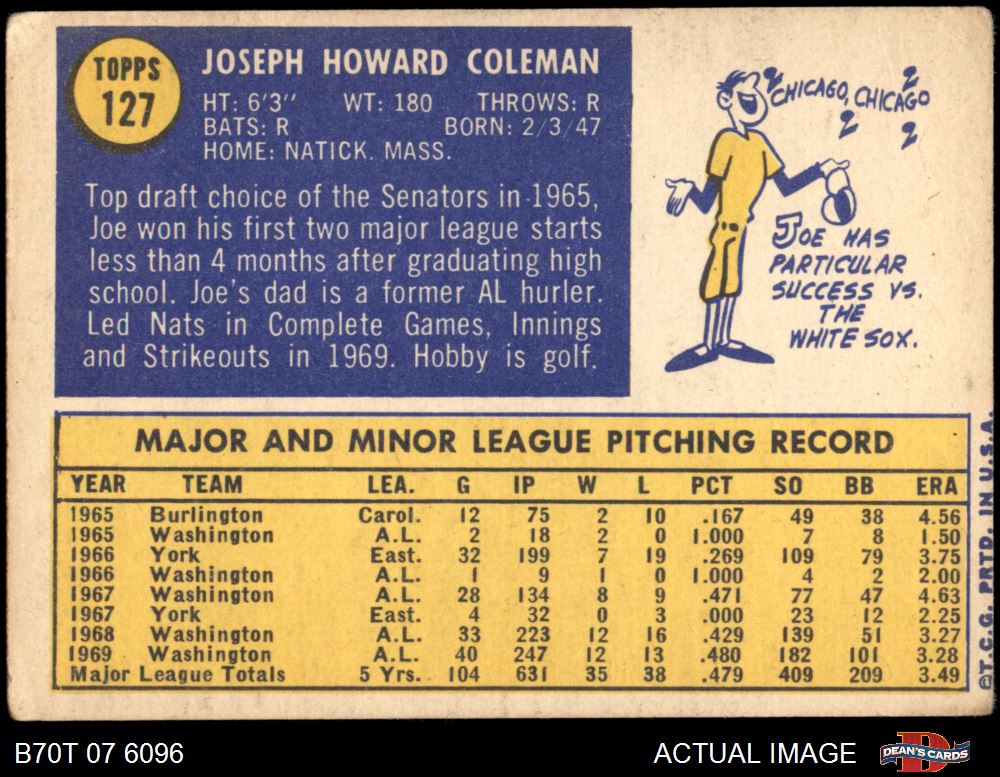 TOPPS
127
JOSEPH HOWARD COLEMAN
HT: 6'3" WT: 180 THROWS: R
BATS: R BORN: 2/3/47
HOME: NATICK. MASS.
Top draft choice of the Senators in 1965,
Joe won his first two major league starts
less than 4 months after graduating high
school. Joe's dad is a former AL hurler.
Led Nats in Complete Games, Innings
and Strikeouts in 1969. Hobby is golf.
CHICAGO, CHICAGO
JOE HAS
PARTICULAR
SUCCESS VS.
THE
WHITE SOX.
MAJOR AND MINOR LEAGUE PITCHING RECORD
YEAR TEAM LEA. G IP W L PCT SO BB ERA
1965 Burlington Carol. 12 75 2 10 .167 49 38 4.56
1965 Washington A.L. 2 18 2 0 1.000 7 8 1.50
1966 York East. 32 199 7 19 .269 109 79 3.75
1966 Washington A.L. 1 9 1 0 1.000 4 2 2.00
1967 Washington A.L. 28 134 8 9 .471 77 47 4.63
1967 York East. 4 32 0 3 .000 23 12 2.25
1968 Washington A.L. 33 223 12 16 .429 139 51 3.27
1969 Washington A.L. 40 247 12 13 .480 182 101 3.28
Major League Totals 5 Yrs. 104 631 35 38 .479 409 209 3.49
©T.C.G. PRTD. IN U.S.A.
B70T 07 6096
ACTUAL IMAGE
D
DEAN'S CARDS